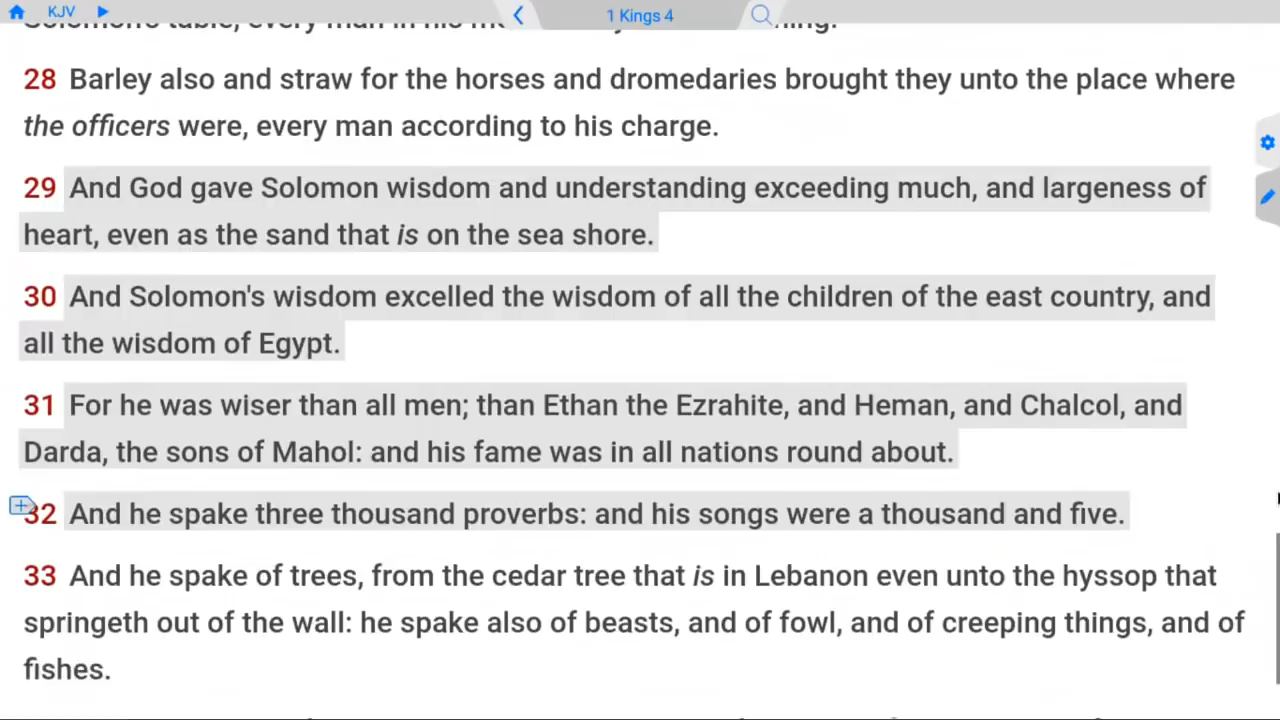 KJV
1 Kings 4
Solomon's table, every man in his
28 Barley also and straw for the horses and dromedaries brought they unto the place where
the officers were, every man according to his charge.
29 And God gave Solomon wisdom and understanding exceeding much, and largeness of
heart, even as the sand that is on the sea shore.
30 And Solomon's wisdom excelled the wisdom of all the children of the east country, and
all the wisdom of Egypt.
31 For he was wiser than all men; than Ethan the Ezrahite, and Heman, and Chalcol, and
Darda, the sons of Mahol: and his fame was in all nations round about.
32 And he spake three thousand proverbs: and his songs were a thousand and five.
33 And he spake of trees, from the cedar tree that is in Lebanon even unto the hyssop that
springeth out of the wall: he spake also of beasts, and of fowl, and of creeping things, and of
fishes.